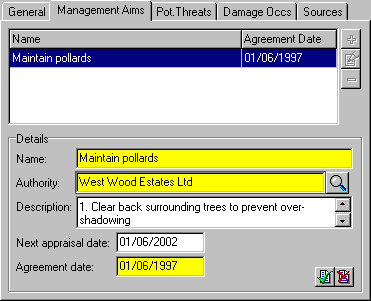 General Management Aims Pot.Threats Damage Occs Sources
Name Agreement Date
Maintain pollards 01/06/1997
Details
Name: Maintain pollards
Authority: West Wood Estates Ltd
Description: 1. Clear back surrounding trees to prevent over-
shadowing
Next appraisal date: 01/06/2002
Agreement date: 01/06/1997